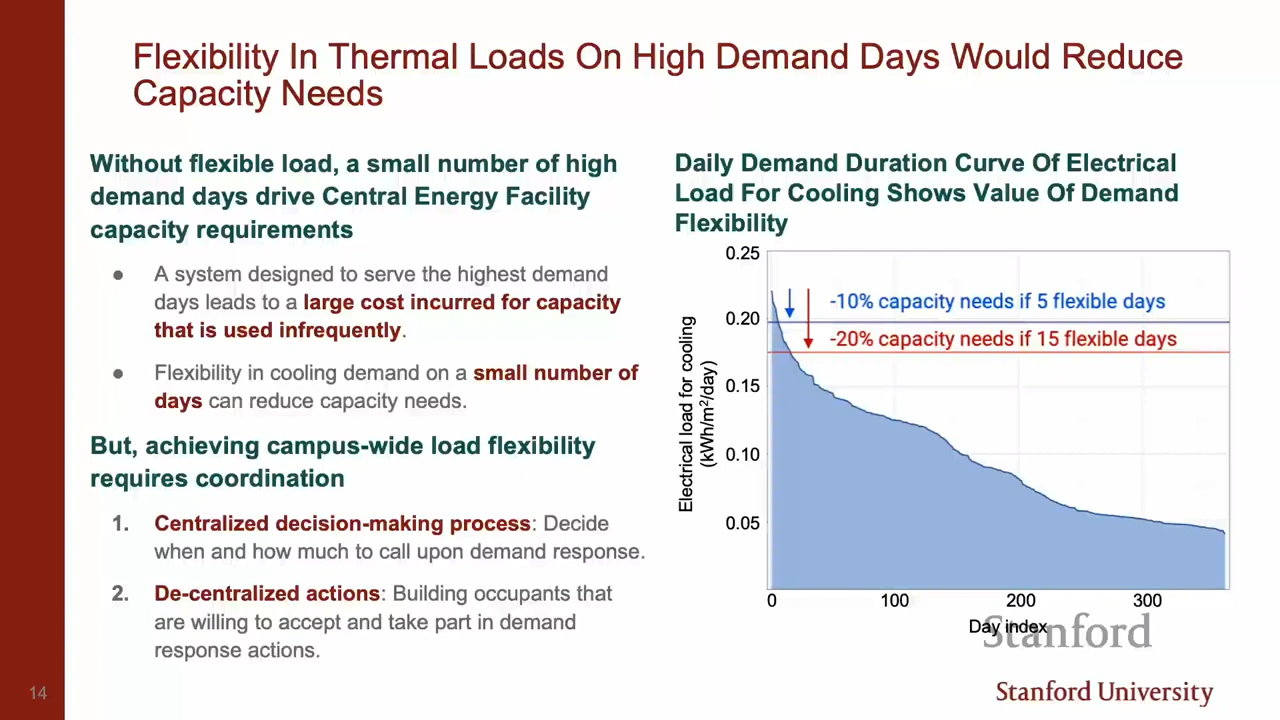 Flexibility In Thermal Loads On High Demand Days Would Reduce
Capacity Needs
Without flexible load, a small number of high
demand days drive Central Energy Facility
capacity requirements
● A system designed to serve the highest demand
days leads to a large cost incurred for capacity
that is used infrequently.
● Flexibility in cooling demand on a small number of
days can reduce capacity needs.
But, achieving campus-wide load flexibility
requires coordination
1. Centralized decision-making process: Decide
when and how much to call upon demand response.
2. De-centralized actions: Building occupants that
are willing to accept and take part in demand
response actions.
Daily Demand Duration Curve Of Electrical
Load For Cooling Shows Value Of Demand
Flexibility
Electrical load for cooling
(kWh/m²/day)
0.25
0.20
0.15
0.10
0.05
-10% capacity needs if 5 flexible days
-20% capacity needs if 15 flexible days
0 100 200 300
Day index
Stanford
Stanford University
14